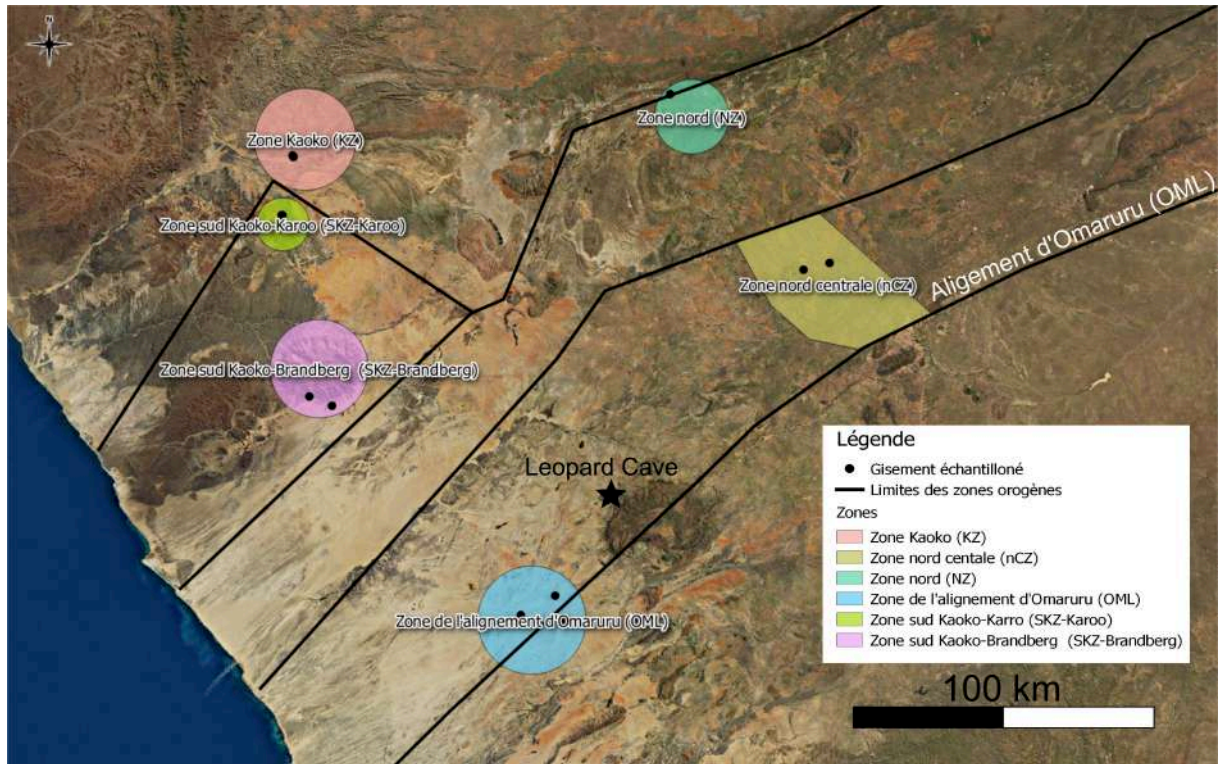 N
Zone Kaoko (KZ)
Zone nord (NZ)
Zone sud Kaoko-Karoo (SKZ-Karoo)
Zone nord centrale (nCZ)
Aligement d'Omaruru (OML)
Zone sud Kaoko-Brandberg (SKZ-Brandberg)
Leopard Cave
Zone de l'alignement d'Omaruru (OML)
Légende
Gisement échantilloné
Limites des zones orogènes
Zones
Zone Kaoko (KZ)
Zone nord centale (nCZ)
Zone nord (NZ)
Zone de l'alignement d'Omaruru (OML)
Zone sud Kaoko-Karro (SKZ-Karoo)
Zone sud Kaoko-Brandberg (SKZ-Brandberg)
100 km